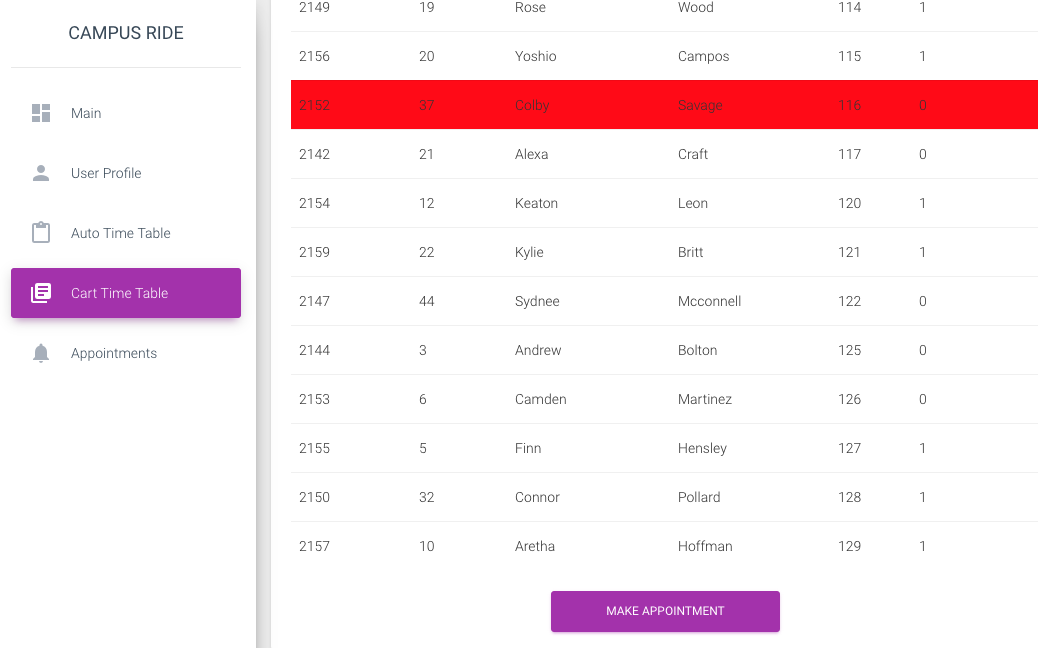 CAMPUS RIDE
Main
User Profile
Auto Time Table
Cart Time Table
Appointments
2149 19 Rose Wood 114 1
2156 20 Yoshio Campos 115 1
2152 37 Colby Savage 116 0
2142 21 Alexa Craft 117 0
2154 12 Keaton Leon 120 1
2159 22 Kylie Britt 121 1
2147 44 Sydnee Mcconnell 122 0
2144 3 Andrew Bolton 125 0
2153 6 Camden Martinez 126 0
2155 5 Finn Hensley 127 1
2150 32 Connor Pollard 128 1
2157 10 Aretha Hoffman 129 1
MAKE APPOINTMENT